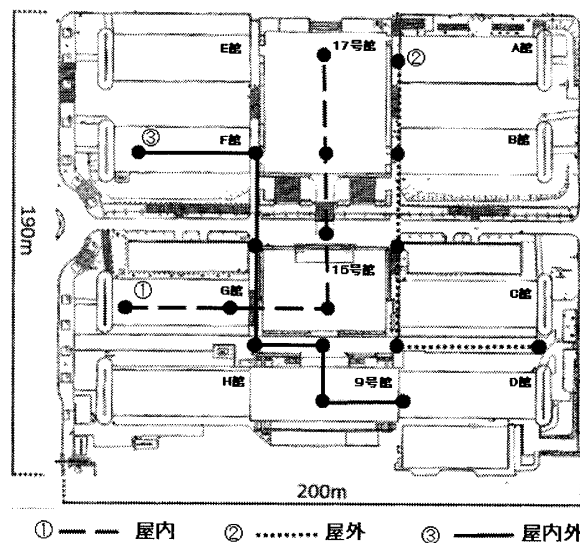 E館
17号館
②
A館
③
F館
B館
190m
15号館
①
G館
C館
H館
9号館
D館
200m
① 屋内 ② 屋外 ③ 屋内外